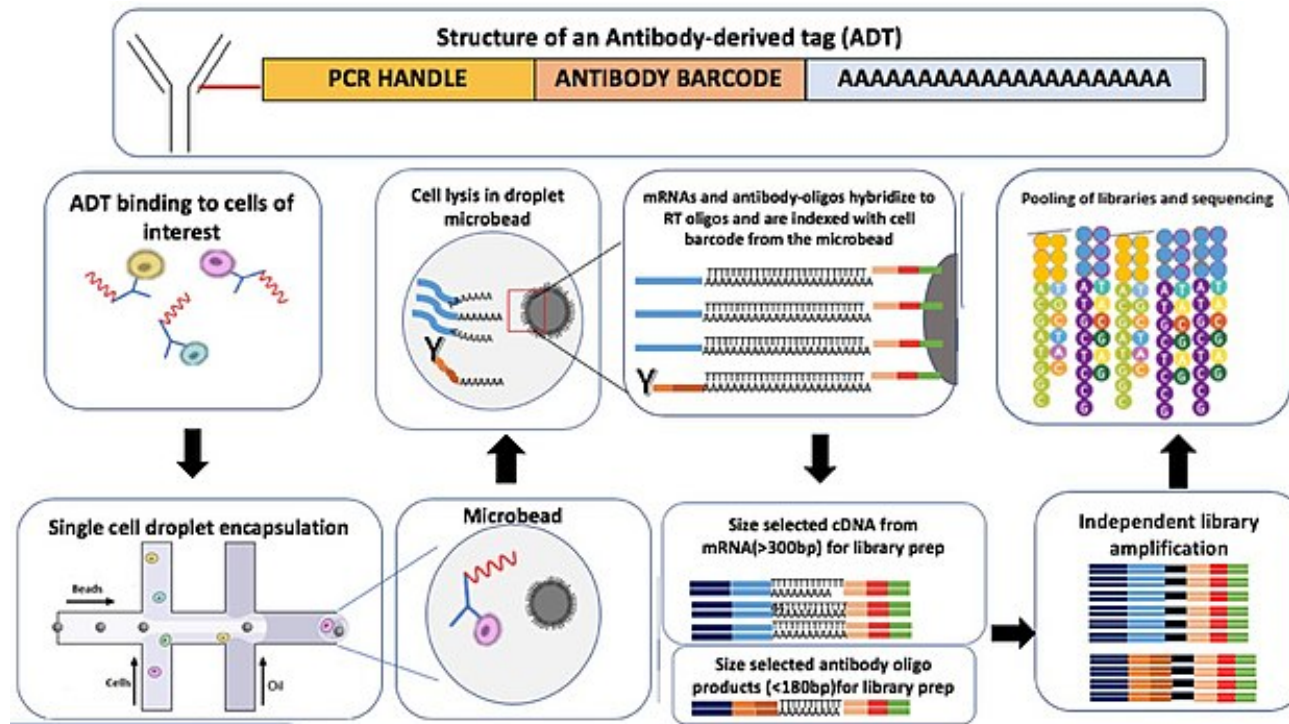 Structure of an Antibody-derived tag (ADT)
PCR HANDLE
ANTIBODY BARCODE
AAAAAAAAAAAAAAAAAAAAA
ADT binding to cells of
interest
Cell lysis in droplet
microbead
mRNAs and antibody-oligos hybridize to
RT oligos and are indexed with cell
barcode from the microbead
Pooling of libraries and sequencing
Single cell droplet encapsulation
Beads
Cells
Oil
Microbead
Size selected cDNA from
mRNA(>300bp) for library prep
Size selected antibody oligo
products (<180bp)for library prep
Independent library
amplification